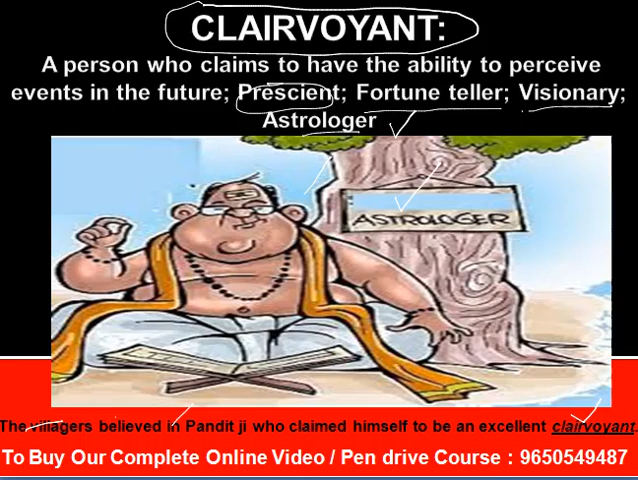 CLAIRVOYANT:
A person who claims to have the ability to perceive
events in the future; Prescient; Fortune teller; Visionary;
Astrologer
ASTROLOGER
The villagers believed in Pandit ji who claimed himself to be an excellent clairvoyant.
To Buy Our Complete Online Video / Pen drive Course : 9650549487